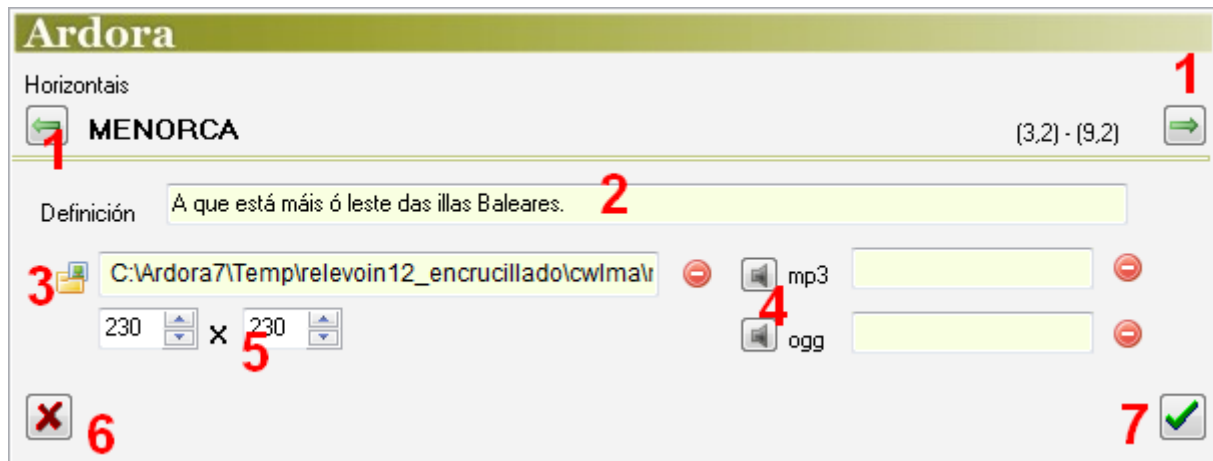 Ardora
Horizontais
1
MENORCA
(3,2) - (9,2)
1
Definición
A que está máis ó leste das illas Baleares.
2
3
C:\Ardora7\Temp\relevoin12_encrucillado\cwlma\
mp3
4
230 x 230
5
ogg
6
7